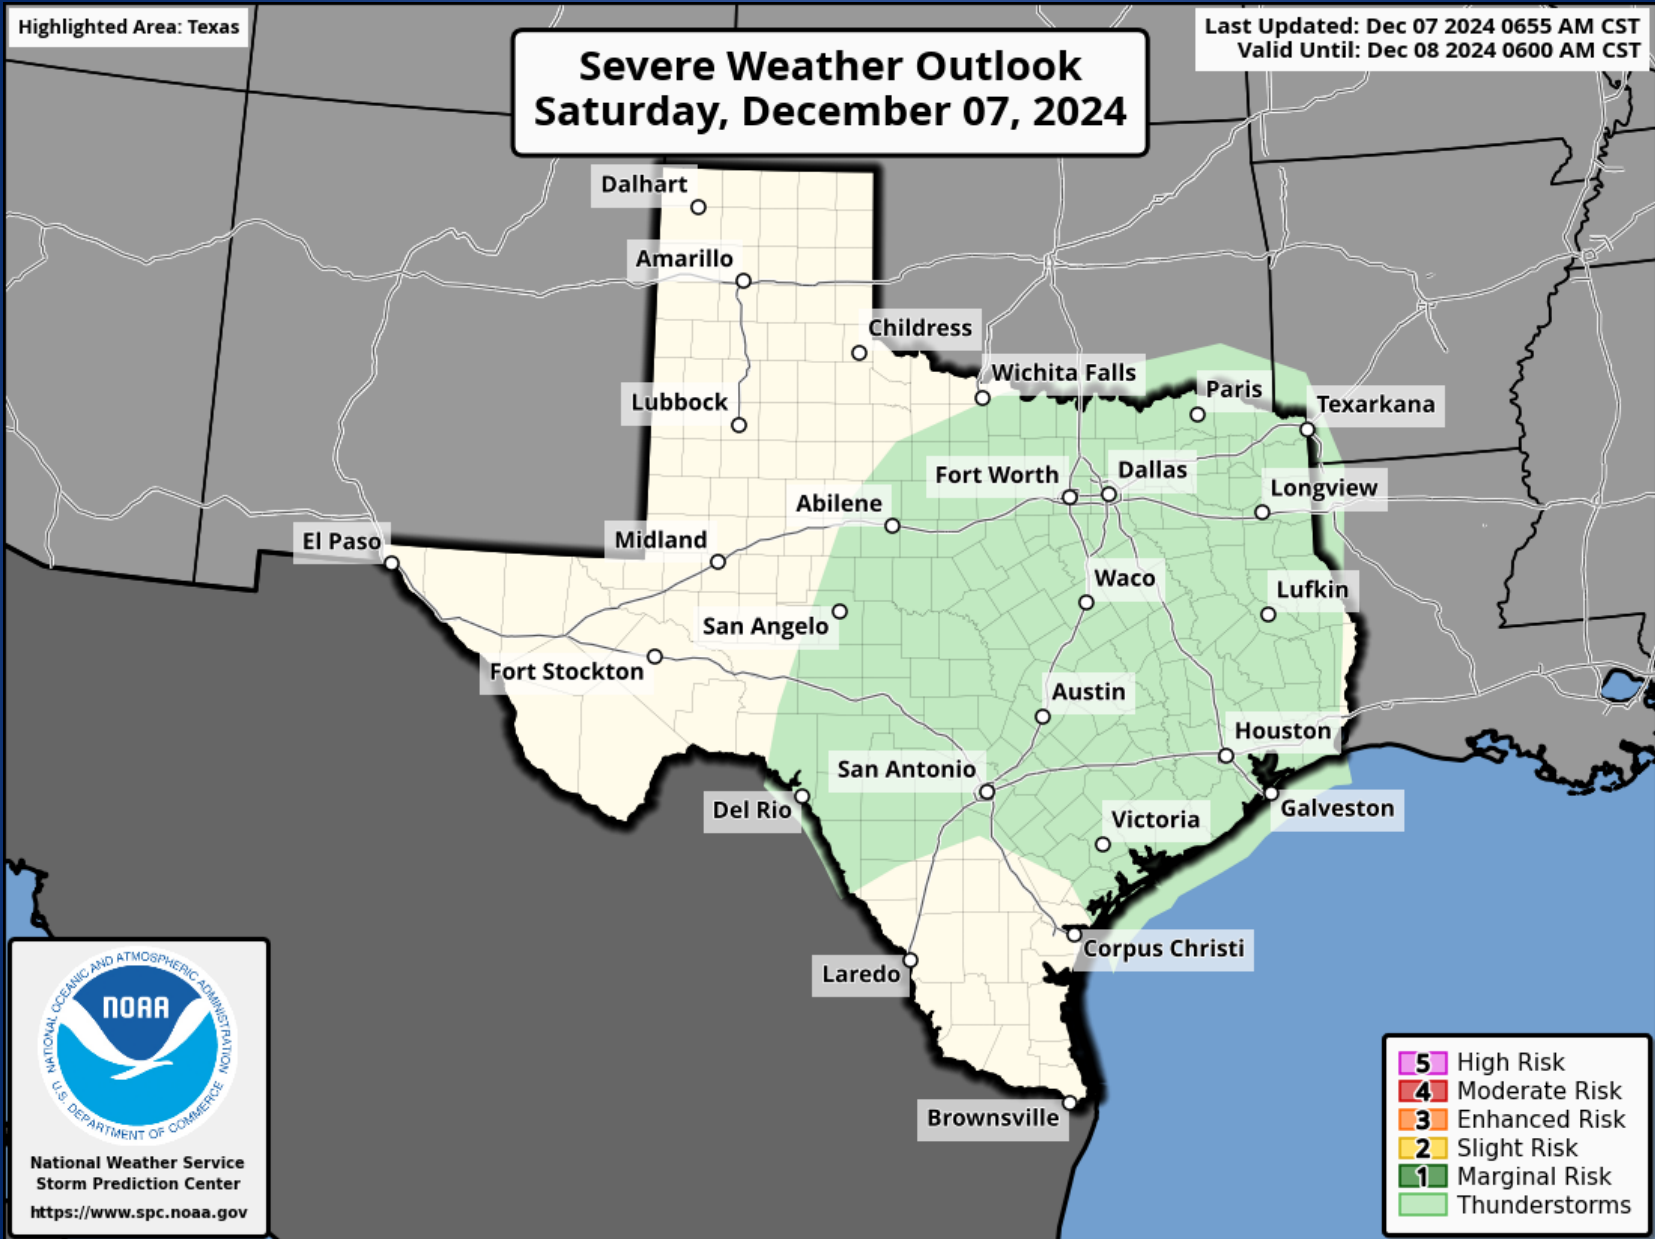 Highlighted Area: Texas
Last Updated: Dec 07 2024 0655 AM CST
Valid Until: Dec 08 2024 0600 AM CST
Severe Weather Outlook
Saturday, December 07, 2024
Dalhart
Amarillo
Childress
Wichita Falls
Paris
Texarkana
Lubbock
Fort Worth
Dallas
Longview
Abilene
El Paso
Midland
Waco
Lufkin
San Angelo
Fort Stockton
Austin
Houston
San Antonio
Del Rio
Galveston
Victoria
Corpus Christi
Laredo
Brownsville
NATIONAL OCEANIC AND ATMOSPHERIC ADMINISTRATION
NOAA
U.S. DEPARTMENT OF COMMERCE
National Weather Service
Storm Prediction Center
https://www.spc.noaa.gov
5 High Risk
4 Moderate Risk
3 Enhanced Risk
2 Slight Risk
1 Marginal Risk
Thunderstorms